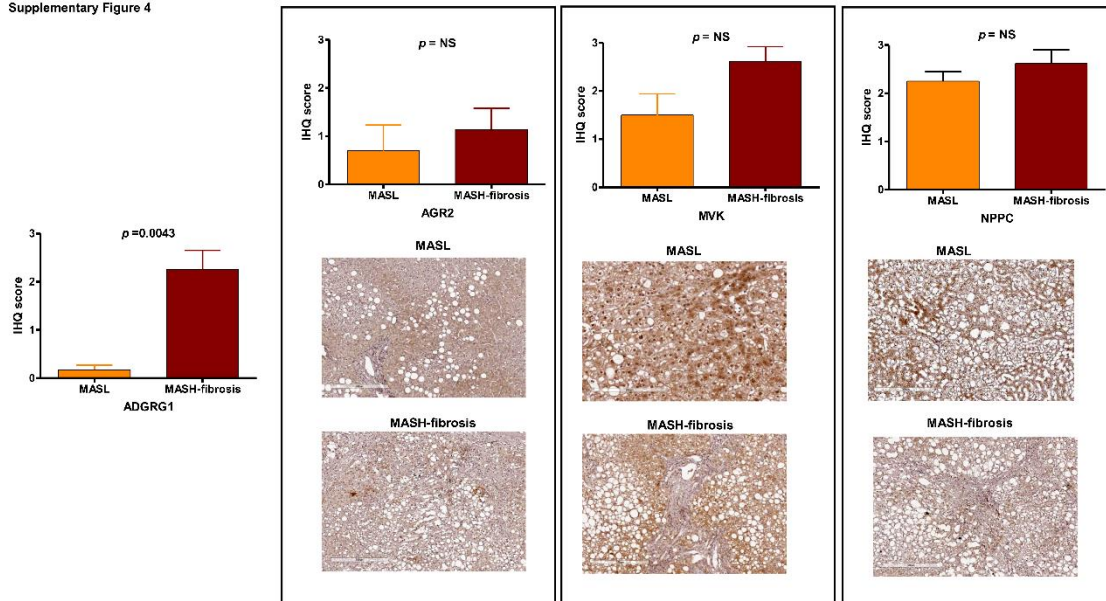 Supplementary Figure 4
p =0.0043
IHQ score
3
2
1
0
MASL
MASH-fibrosis
ADGRG1
p = NS
IHQ score
3
2
1
0
MASL
MASH-fibrosis
AGR2
MASL
MASH-fibrosis
p = NS
IHQ score
3
2
1
0
MASL
MASH-fibrosis
MVK
MASL
MASH-fibrosis
p = NS
IHQ score
3
2
1
0
MASL
MASH-fibrosis
NPPC
MASL
MASH-fibrosis